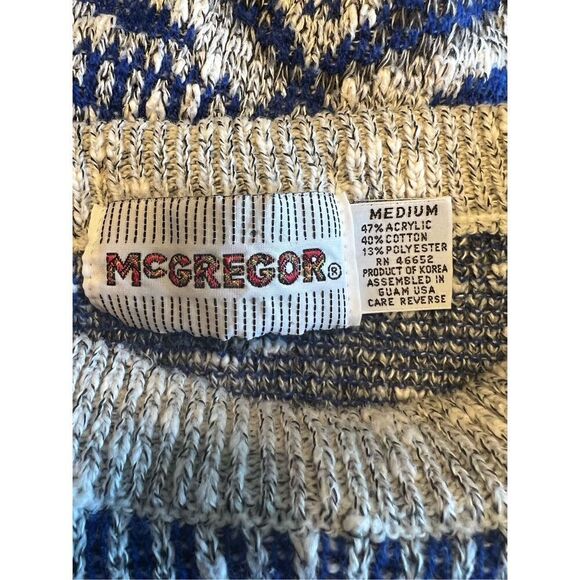 McGREGOR®
MEDIUM
47% ACRYLIC
40% COTTON
13% POLYESTER
RN 46652
PRODUCT OF KOREA
ASSEMBLED IN
GUAM USA
CARE REVERSE